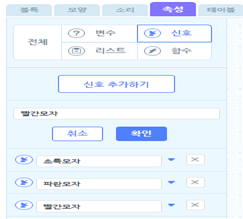 블록 모양 소리 속성 테이블
전체 ? 변수 신호
리스트 함수
신호 추가하기
빨간모자
취소 확인
초록모자
파란모자
빨간모자